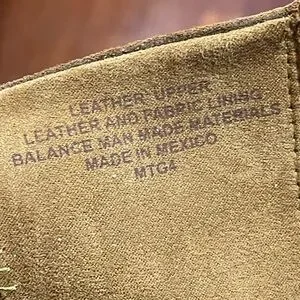 LEATHER UPPER
LEATHER AND FABRIC LINING
BALANCE MAN MADE MATERIALS
MADE IN MEXICO
MTG4